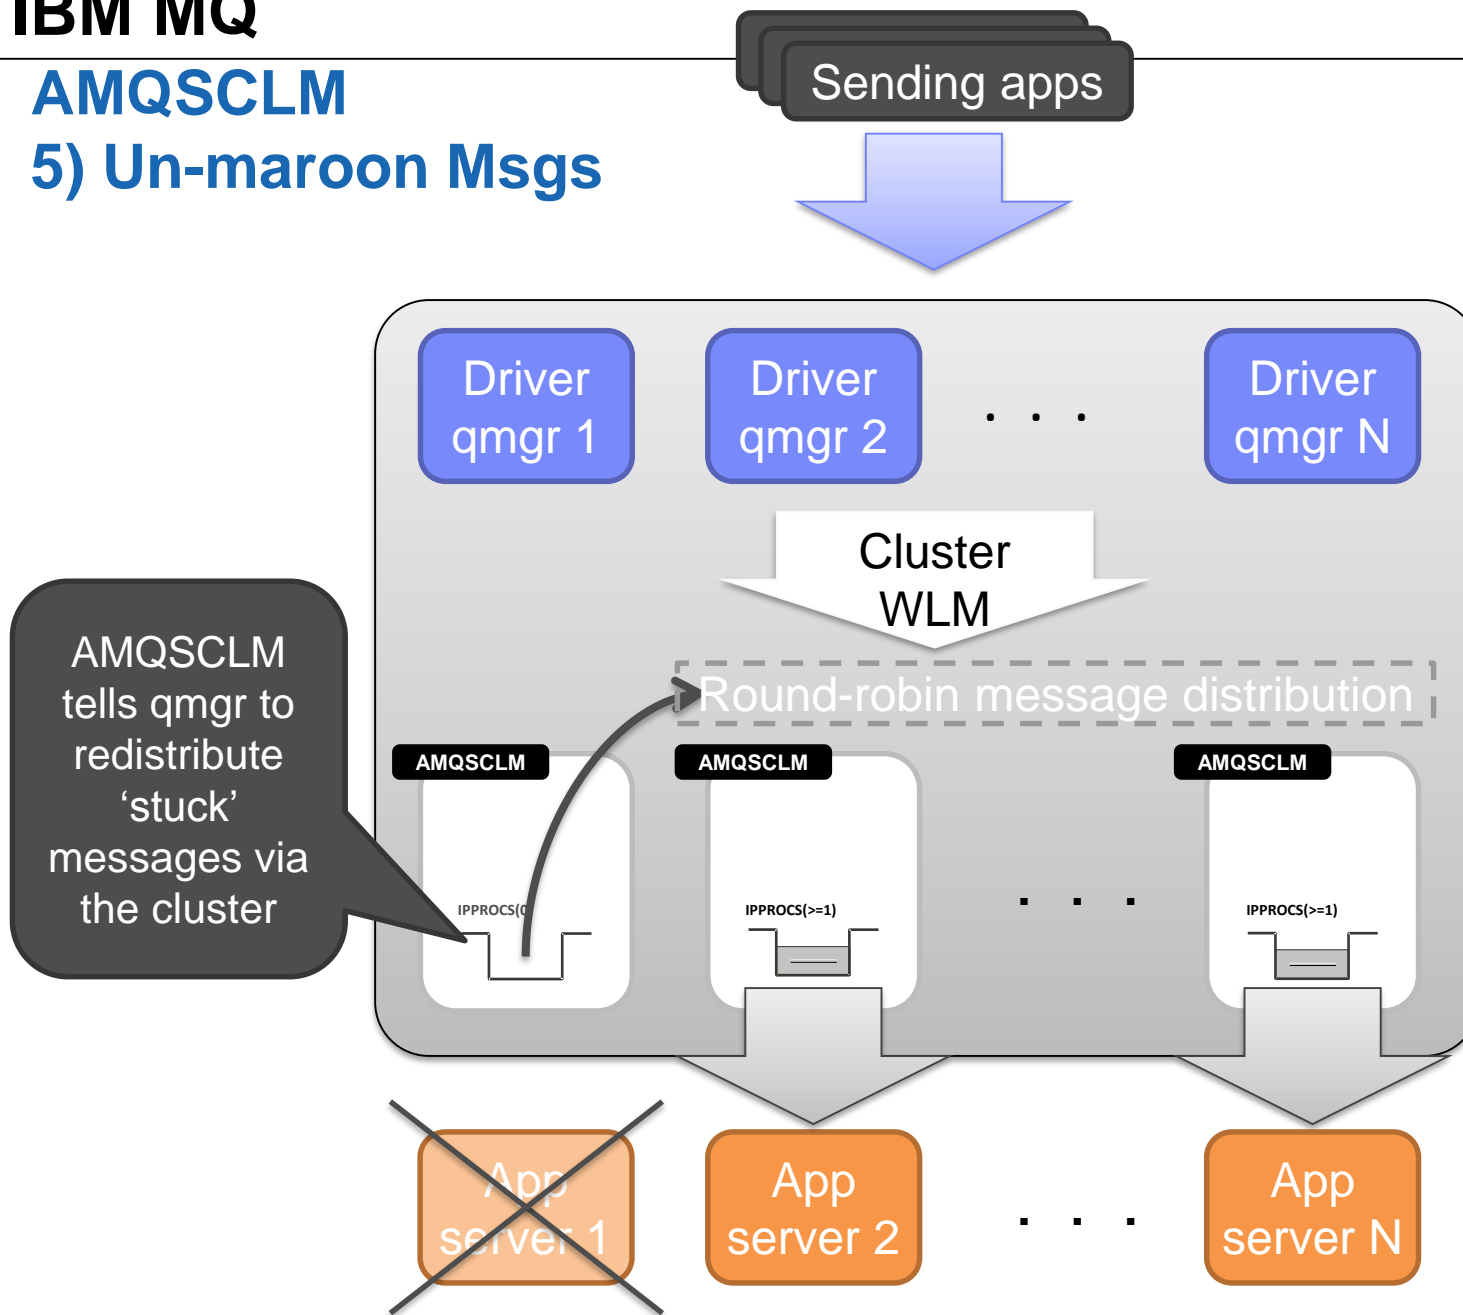 IBM MQ
AMQSCLM
5) Un-maroon Msgs
Sending apps
Driver
qmgr 1
Driver
qmgr 2
. . .
Driver
qmgr N
Cluster
WLM
AMQSCLM
tells qmgr to
redistribute
‘stuck’
messages via
the cluster
Round-robin message distribution
AMQSCLM
AMQSCLM
AMQSCLM
IPPROCS(0
IPPROCS(>=1)
. . .
IPPROCS(>=1)
App
server 1
App
server 2
. . .
App
server N